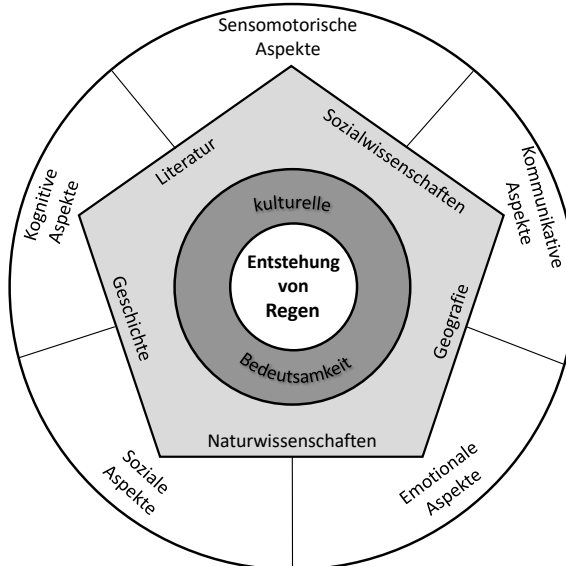 Sensomotorische
Aspekte
Kognitive
Aspekte
Kommunikative
Aspekte
Literatur
Sozialwissenschaften
kulturelle
Entstehung
von
Regen
Bedeutsamkeit
Geschichte
Geografie
Naturwissenschaften
Soziale
Aspekte
Emotionale
Aspekte